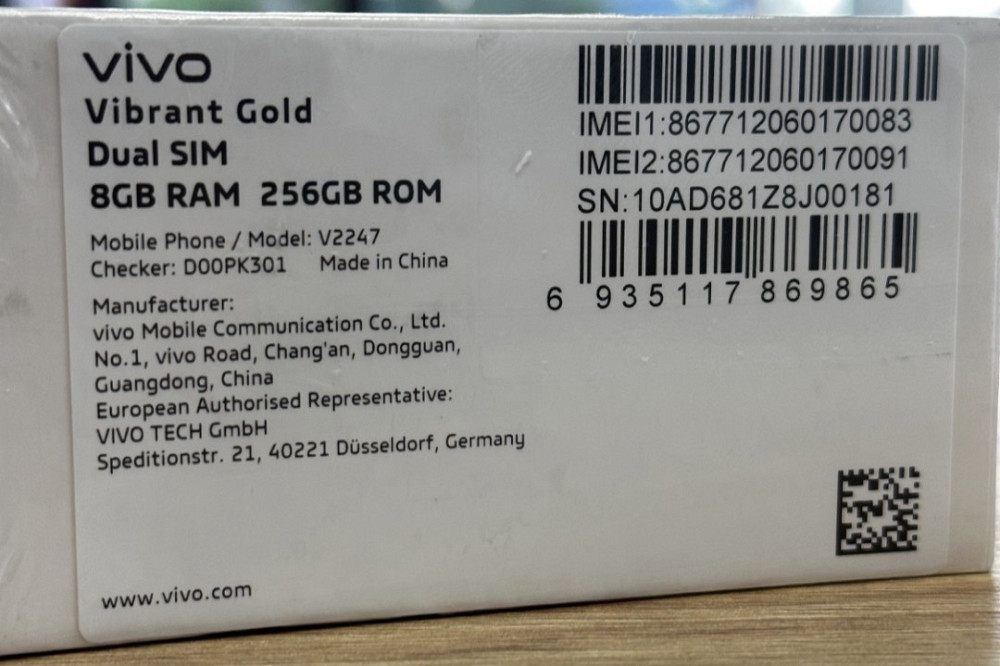 vivo
Vibrant Gold
Dual SIM
8GB RAM 256GB ROM
Mobile Phone / Model: V2247
Checker: D00PK301 Made in China
Manufacturer:
vivo Mobile Communication Co., Ltd.
No.1, vivo Road, Chang'an, Dongguan,
Guangdong, China
European Authorised Representative:
VIVO TECH GmbH
Speditionstr. 21, 40221 Düsseldorf, Germany
www.vivo.com
IMEI1:867712060170083
IMEI2:867712060170091
SN:10AD681Z8J00181
6 935117 869865